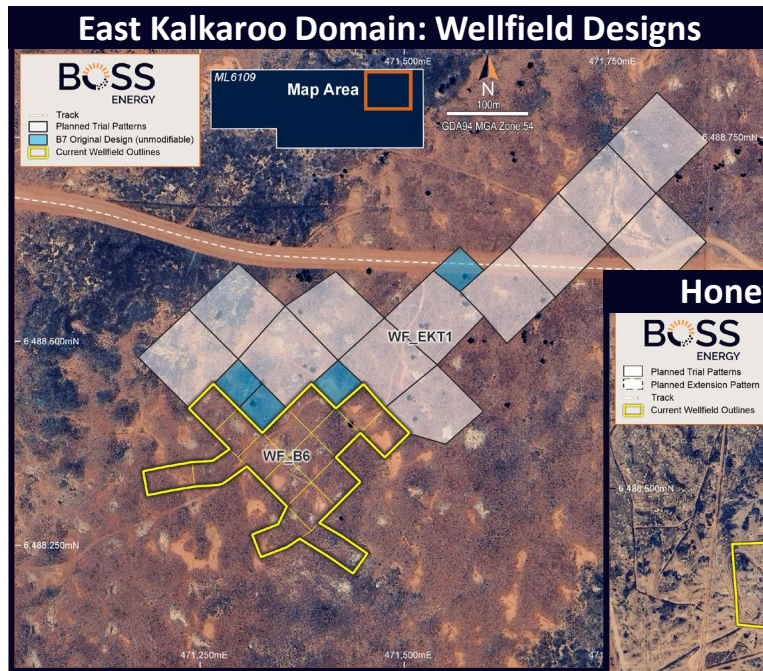 East Kalkaroo Domain: Wellfield Designs
BOSS
ENERGY
Track
Planned Trial Patterns
B7 Original Design (unmodifiable)
Current Wellfield Outlines
ML6109
Map Area
471,500mE
471,750mE
N
100m
GDA94 MGA Zone 54
6,488,750mN
6,488,500mN
WF_EKT1
WF_B6
6,488,250mN
471,250mE
471,500mE
471
Hone
BOSS
ENERGY
Planned Trial Patterns
Planned Extension Pattern
Track
Current Wellfield Outlines
6,488,500mN